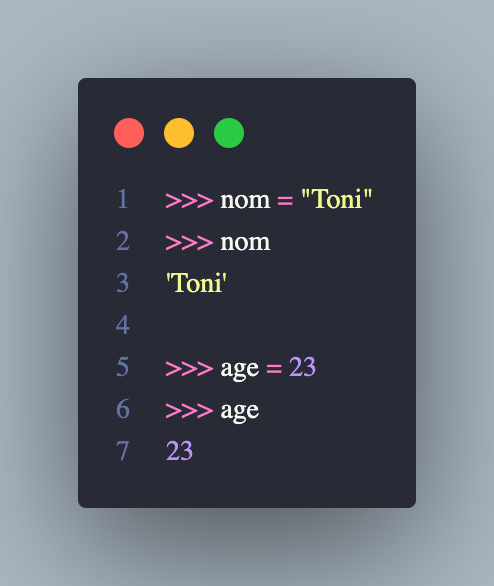 1 >>> nom = "Toni"
2 >>> nom
3 'Toni'
4
5 >>> age = 23
6 >>> age
7 23